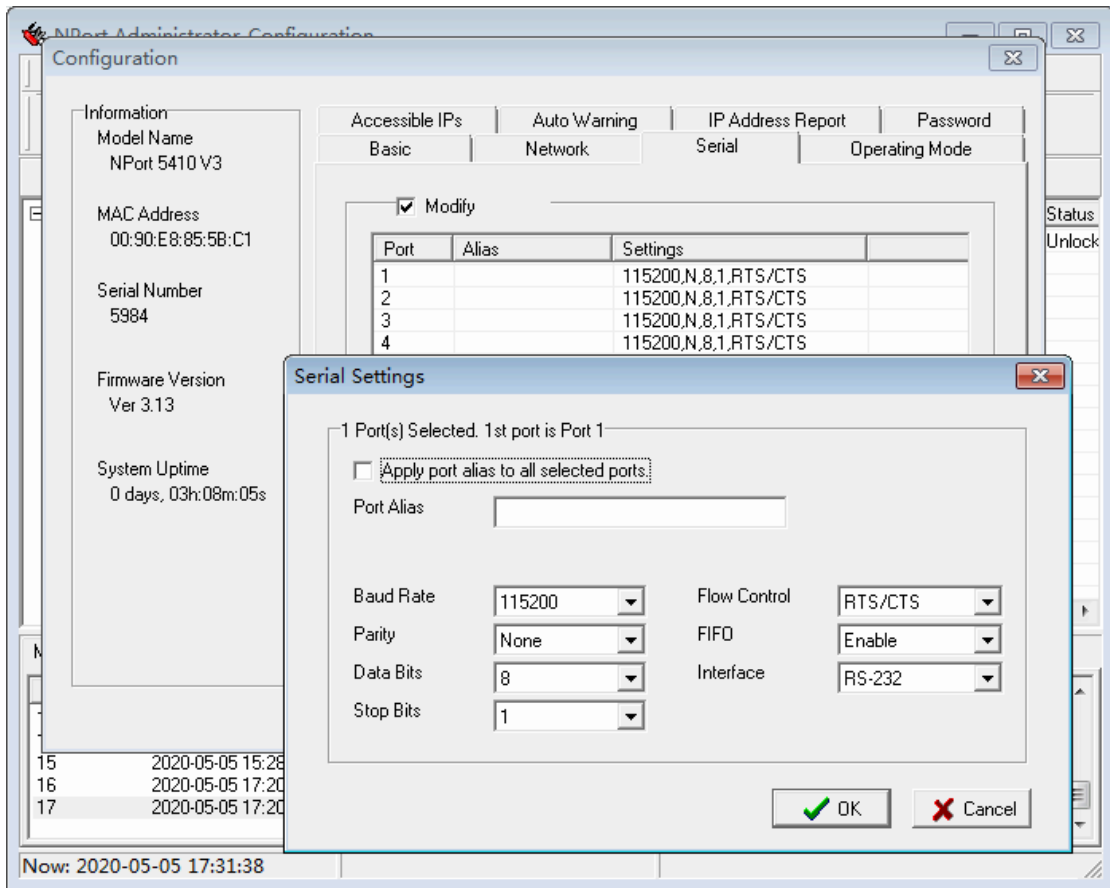 NPort Administrator-Configuration
Configuration
Information
Model Name
NPort 5410 V3
MAC Address
00:90:E8:85:5B:C1
Serial Number
5984
Firmware Version
Ver 3.13
System Uptime
0 days, 03h:08m:05s
Accessible IPs Auto Warning IP Address Report Password
Basic Network Serial Operating Mode
Modify
Port Alias Settings
1 115200,N,8,1,RTS/CTS
2 115200,N,8,1,RTS/CTS
3 115200,N,8,1,RTS/CTS
4 115200,N,8,1,RTS/CTS
Status
Unlock
Serial Settings
1 Port(s) Selected. 1st port is Port 1
Apply port alias to all selected ports.
Port Alias
Baud Rate 115200 Flow Control RTS/CTS
Parity None FIFO Enable
Data Bits 8 Interface RS-232
Stop Bits 1
OK Cancel
15 2020-05-05 15:28
16 2020-05-05 17:20
17 2020-05-05 17:20
Now: 2020-05-05 17:31:38